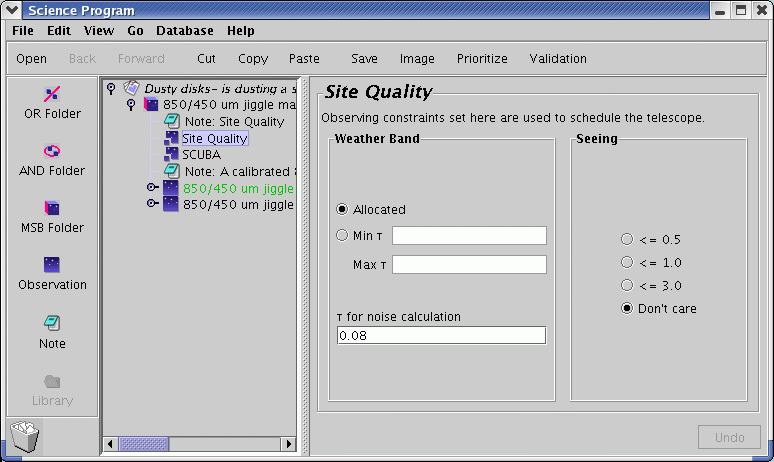 Science Program
File Edit View Go Database Help
Open Back Forward Cut Copy Paste Save Image Prioritize Validation
OR Folder
AND Folder
MSB Folder
Observation
Note
Library
Dusty disks- is dusting a s
850/450 um jiggle ma
Note: Site Quality
Site Quality
SCUBA
Note: A calibrated
850/450 um jiggle
850/450 um jiggle
Site Quality
Observing constraints set here are used to schedule the telescope.
Weather Band
Allocated
Min τ
Max τ
τ for noise calculation
0.08
Seeing
<= 0.5
<= 1.0
<= 3.0
Don't care
Undo